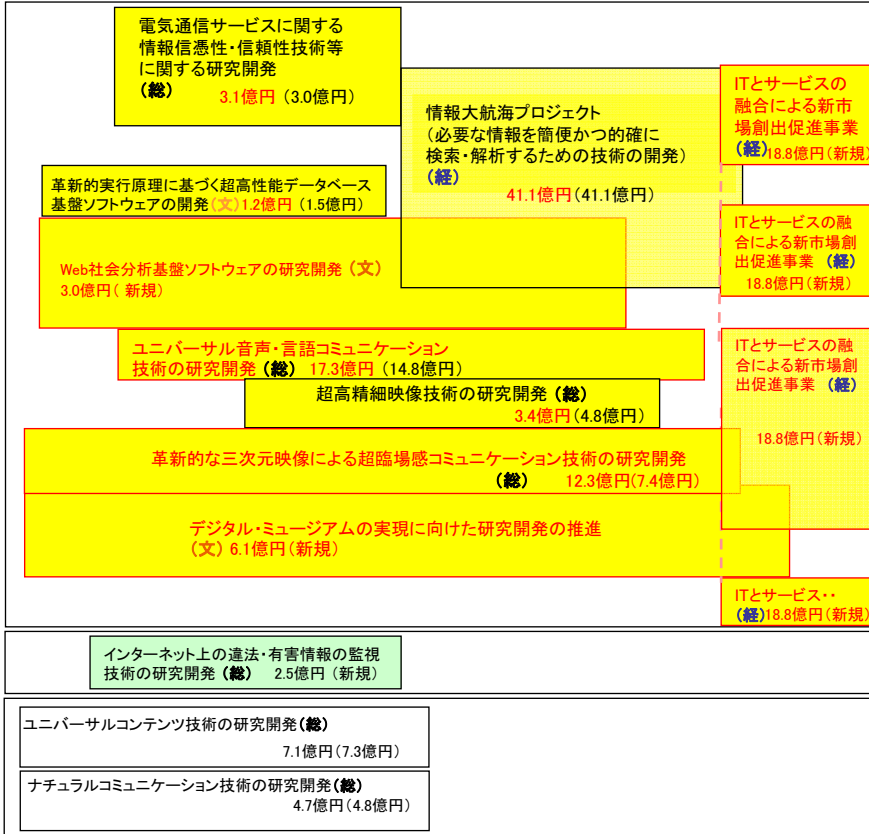 電気通信サービスに関する
情報信憑性・信頼性技術等
に関する研究開発
(総) 3.1億円 (3.0億円)
情報大航海プロジェクト
(必要な情報を簡便かつ的確に
検索・解析するための技術の開発)
(経)
41.1億円(41.1億円)
ITとサービスの
融合による新市
場創出促進事業
(経)18.8億円(新規)
革新的実行原理に基づく超高性能データベース
基盤ソフトウェアの開発(文)1.2億円 (1.5億円)
ITとサービスの融
合による新市場創
出促進事業 (経)
18.8億円(新規)
Web社会分析基盤ソフトウェアの研究開発 (文)
3.0億円( 新規)
ユニバーサル音声・言語コミュニケーション
技術の研究開発 (総) 17.3億円 (14.8億円)
ITとサービスの融
合による新市場創
出促進事業 (経)
18.8億円(新規)
超高精細映像技術の研究開発 (総)
3.4億円(4.8億円)
革新的な三次元映像による超臨場感コミュニケーション技術の研究開発
(総) 12.3億円(7.4億円)
デジタル・ミュージアムの実現に向けた研究開発の推進
(文) 6.1億円(新規)
ITとサービス・・
(経)18.8億円(新規)
インターネット上の違法・有害情報の監視
技術の研究開発 (総) 2.5億円 (新規)
ユニバーサルコンテンツ技術の研究開発(総)
7.1億円(7.3億円)
ナチュラルコミュニケーション技術の研究開発(総)
4.7億円(4.8億円)